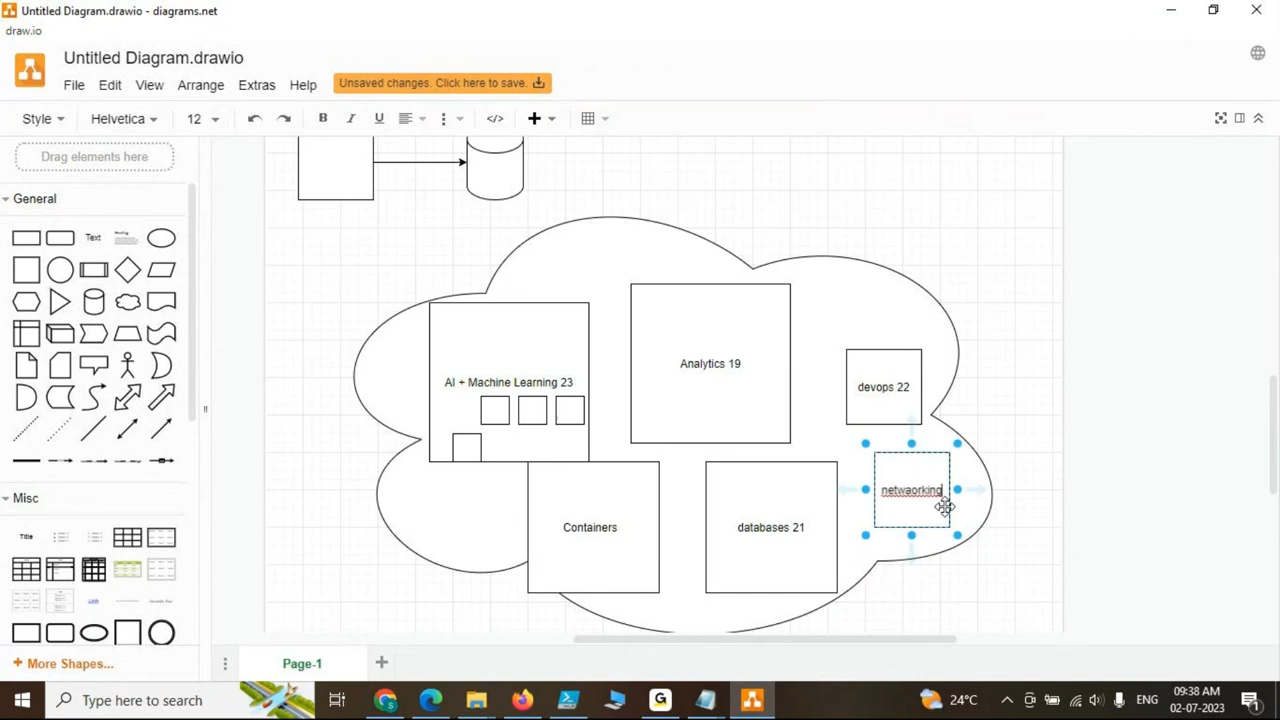 Untitled Diagram.drawio - diagrams.net
draw.io
Untitled Diagram.drawio
File Edit View Arrange Extras Help Unsaved changes. Click here to save.
Style Helvetica 12 B I U </>
Drag elements here
General
Text
Heading
Analytics 19
AI + Machine Learning 23
devops 22
netwaorking
Containers
databases 21
Misc
Title
+ More Shapes...
Page-1
Type here to search
24°C
ENG
09:38 AM
02-07-2023
1